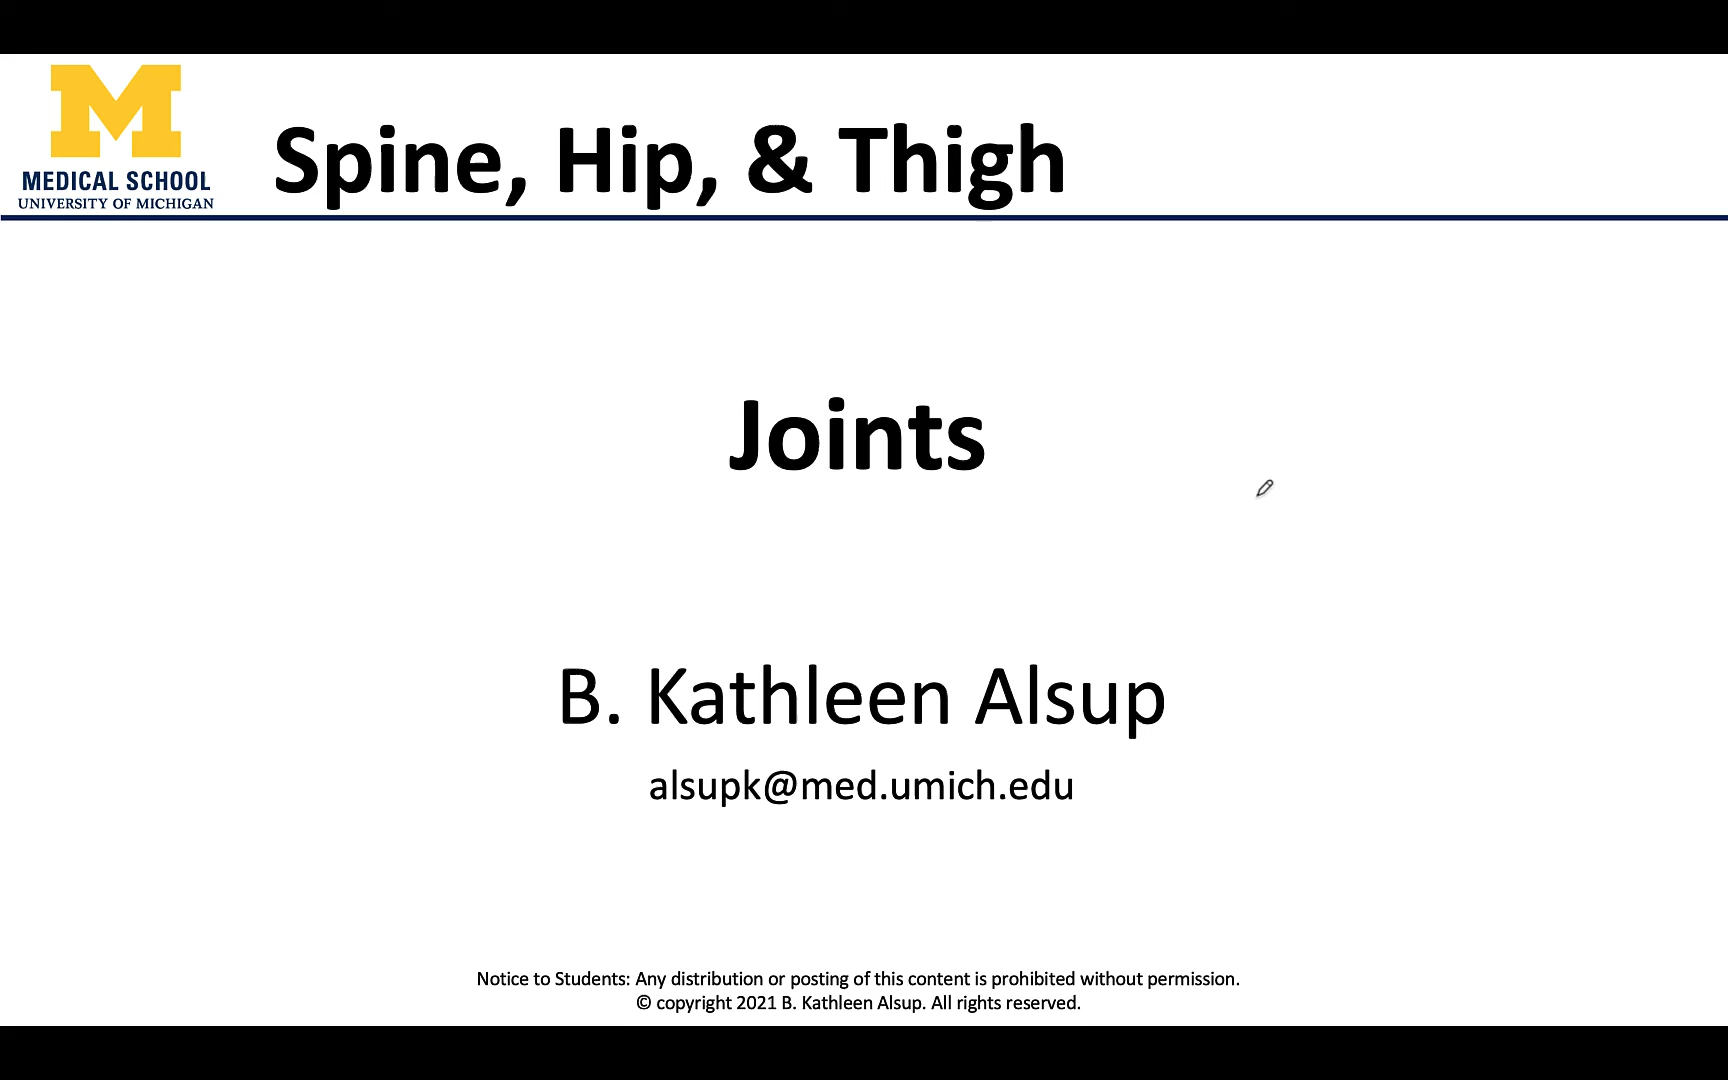 M
MEDICAL SCHOOL
UNIVERSITY OF MICHIGAN
Spine, Hip, & Thigh
Joints
B. Kathleen Alsup
alsupk@med.umich.edu
Notice to Students: Any distribution or posting of this content is prohibited without permission.
© copyright 2021 B. Kathleen Alsup. All rights reserved.